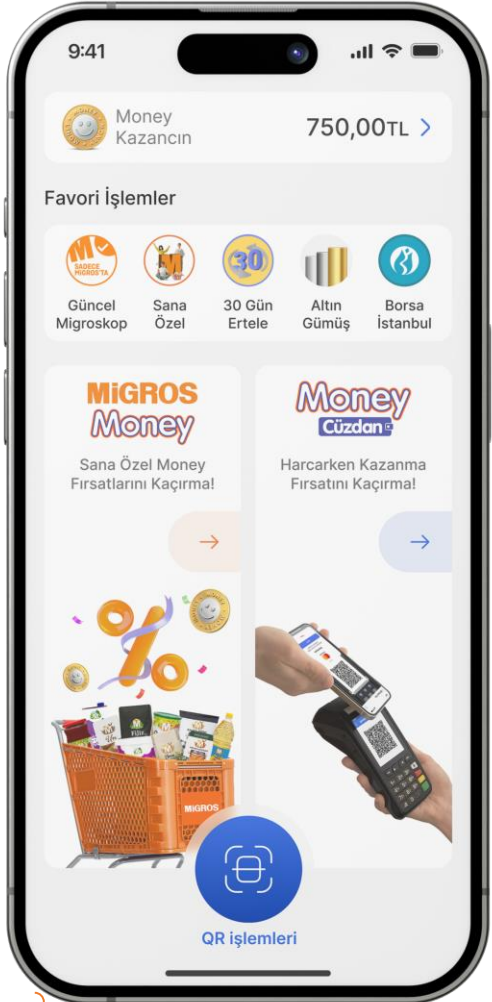 9:41
Money
Kazancın
750,00TL
Favori İşlemler
SADECE
MİGROS'TA
30
Güncel
Migroskop
Sana
Özel
30 Gün
Ertele
Altın
Gümüş
Borsa
İstanbul
MiGROS
Money
Sana Özel Money
Fırsatlarını Kaçırma!
Money
Cüzdan
Harcarken Kazanma
Fırsatını Kaçırma!
MIGROS
QR işlemleri